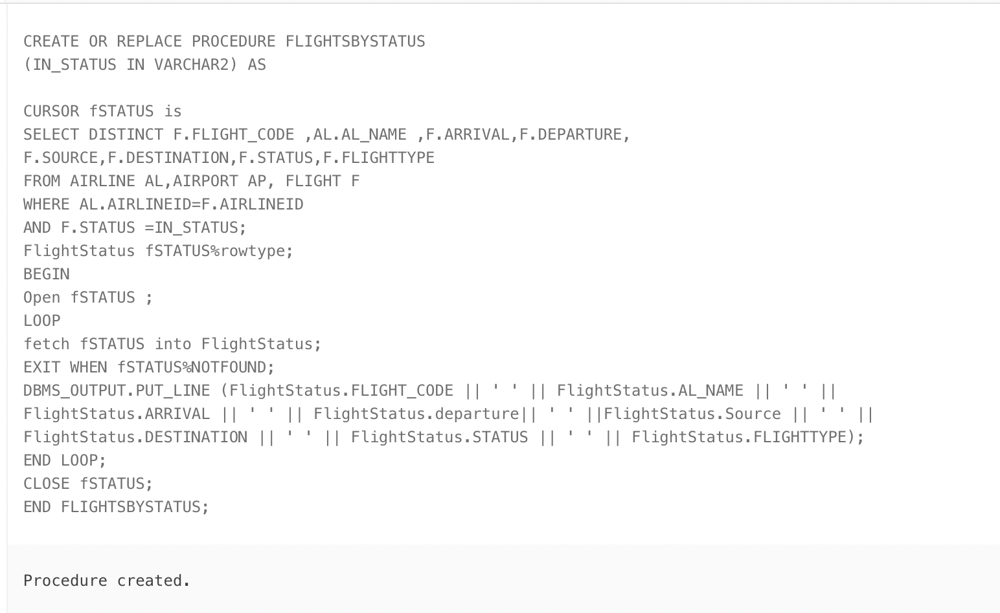 CREATE OR REPLACE PROCEDURE FLIGHTSBYSTATUS
(IN_STATUS IN VARCHAR2) AS
CURSOR fSTATUS is
SELECT DISTINCT F.FLIGHT_CODE ,AL.AL_NAME ,F.ARRIVAL,F.DEPARTURE,
F.SOURCE,F.DESTINATION,F.STATUS,F.FLIGHTTYPE
FROM AIRLINE AL,AIRPORT AP, FLIGHT F
WHERE AL.AIRLINEID=F.AIRLINEID
AND F.STATUS =IN_STATUS;
FlightStatus fSTATUS%rowtype;
BEGIN
Open fSTATUS ;
LOOP
fetch fSTATUS into FlightStatus;
EXIT WHEN fSTATUS%NOTFOUND;
DBMS_OUTPUT.PUT_LINE (FlightStatus.FLIGHT_CODE || ' ' || FlightStatus.AL_NAME || ' ' ||
FlightStatus.ARRIVAL || ' ' || FlightStatus.departure|| ' ' ||FlightStatus.Source || ' ' ||
FlightStatus.DESTINATION || ' ' || FlightStatus.STATUS || ' ' || FlightStatus.FLIGHTTYPE);
END LOOP;
CLOSE fSTATUS;
END FLIGHTSBYSTATUS;
Procedure created.